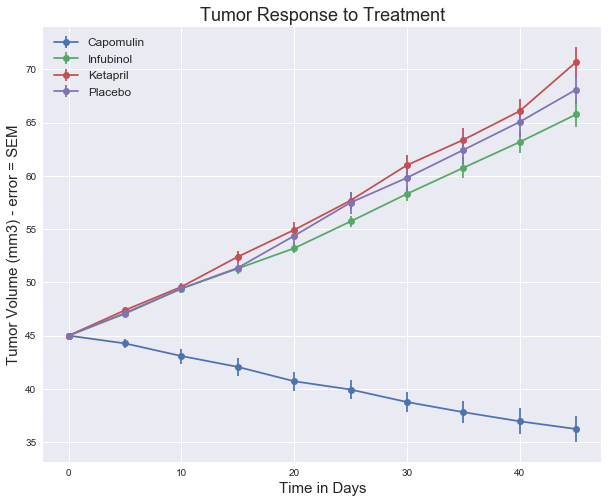 Tumor Response to Treatment
Capomulin
Infubinol
Ketapril
Placebo
Tumor Volume (mm3) - error = SEM
70
65
60
55
50
45
40
35
0 10 20 30 40
Time in Days